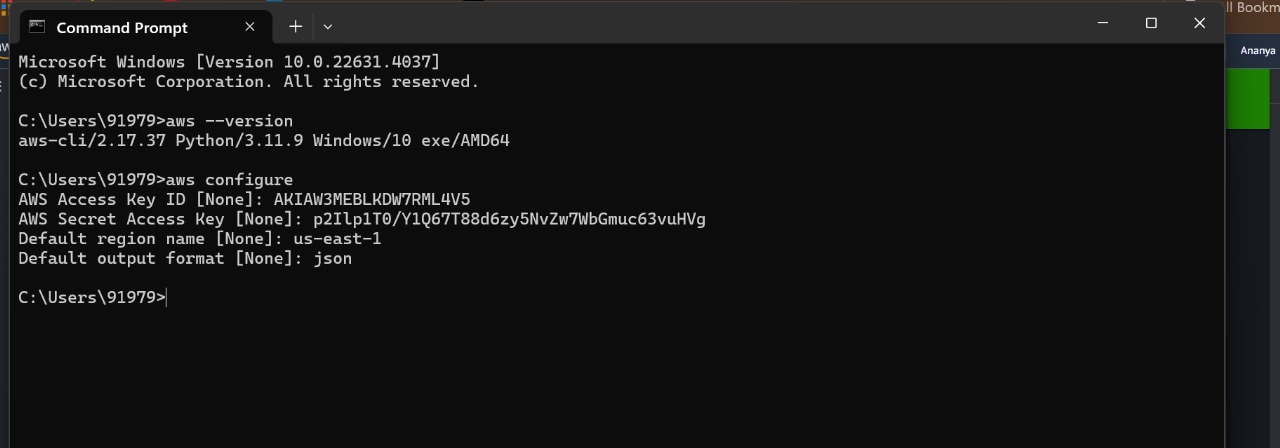 Command Prompt
ll Bookm
Ananya
Microsoft Windows [Version 10.0.22631.4037]
(c) Microsoft Corporation. All rights reserved.
C:\Users\91979>aws --version
aws-cli/2.17.37 Python/3.11.9 Windows/10 exe/AMD64
C:\Users\91979>aws configure
AWS Access Key ID [None]: AKIAW3MEBLKDW7RML4V5
AWS Secret Access Key [None]: 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
Default region name [None]: us-east-1
Default output format [None]: json
C:\Users\91979>